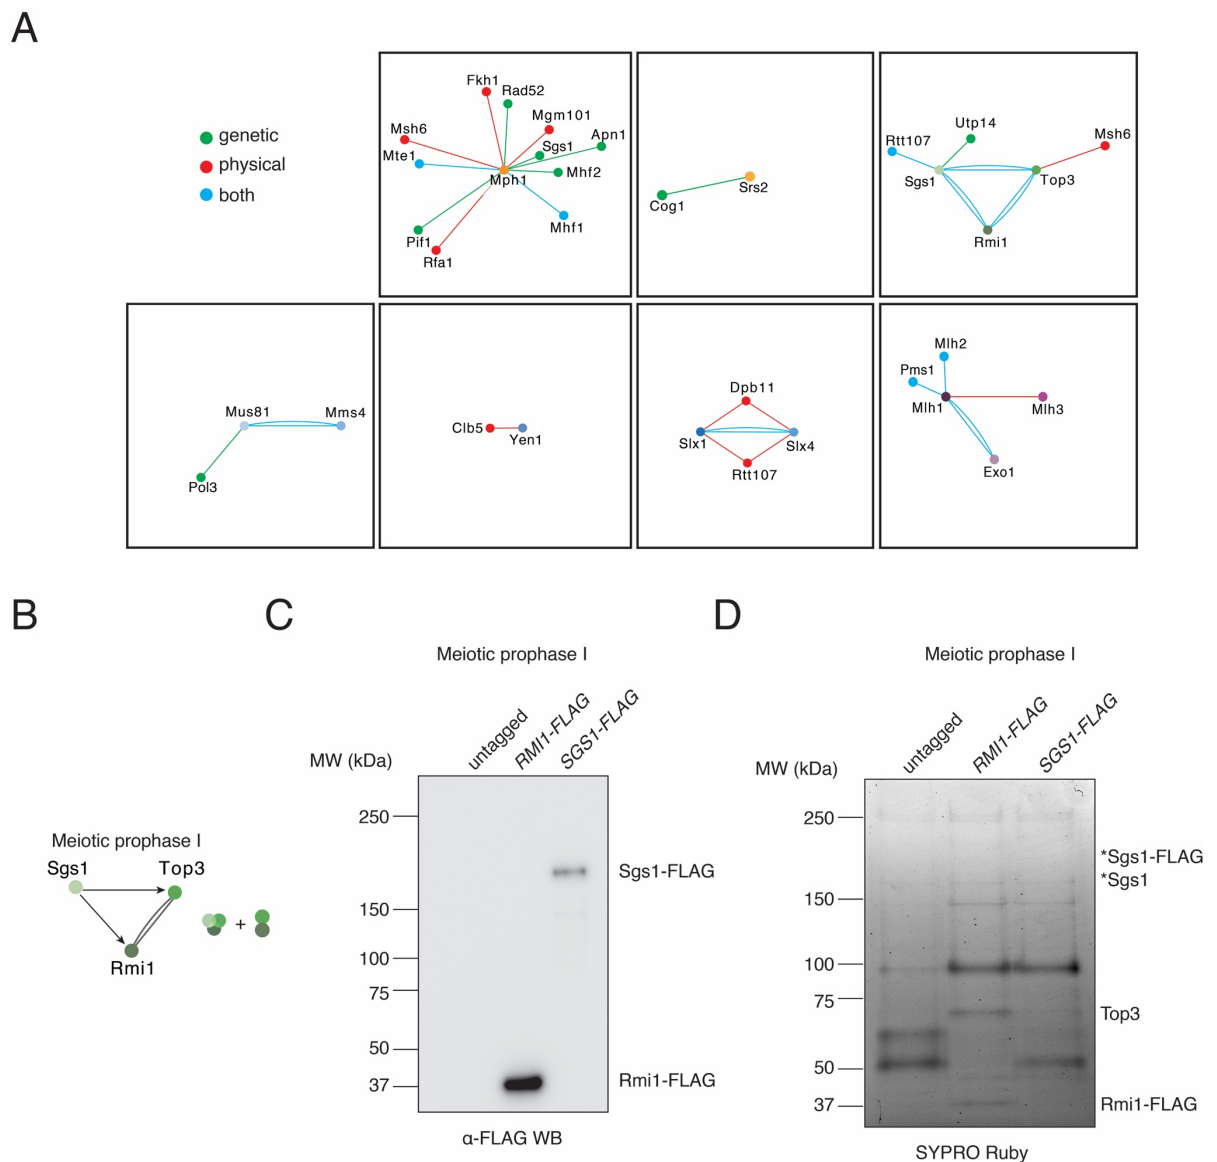 A
genetic
physical
both
Fkh1
Rad52
Mgm101
Msh6
Apn1
Sgs1
Mte1
Mhf2
Mph1
Mhf1
Pif1
Rfa1
Srs2
Cog1
Utp14
Msh6
Rtt107
Sgs1
Top3
Rmi1
Mus81
Mms4
Pol3
Clb5
Yen1
Dpb11
Slx1
Slx4
Rtt107
Mlh2
Pms1
Mlh1
Mlh3
Exo1
B
Meiotic prophase I
Sgs1
Top3
+
Rmi1
C
Meiotic prophase I
untagged
RMI1-FLAG
SGS1-FLAG
MW (kDa)
250
150
100
75
50
37
Sgs1-FLAG
Rmi1-FLAG
α-FLAG WB
D
Meiotic prophase I
untagged
RMI1-FLAG
SGS1-FLAG
MW (kDa)
250
150
100
75
50
37
*Sgs1-FLAG
*Sgs1
Top3
Rmi1-FLAG
SYPRO Ruby